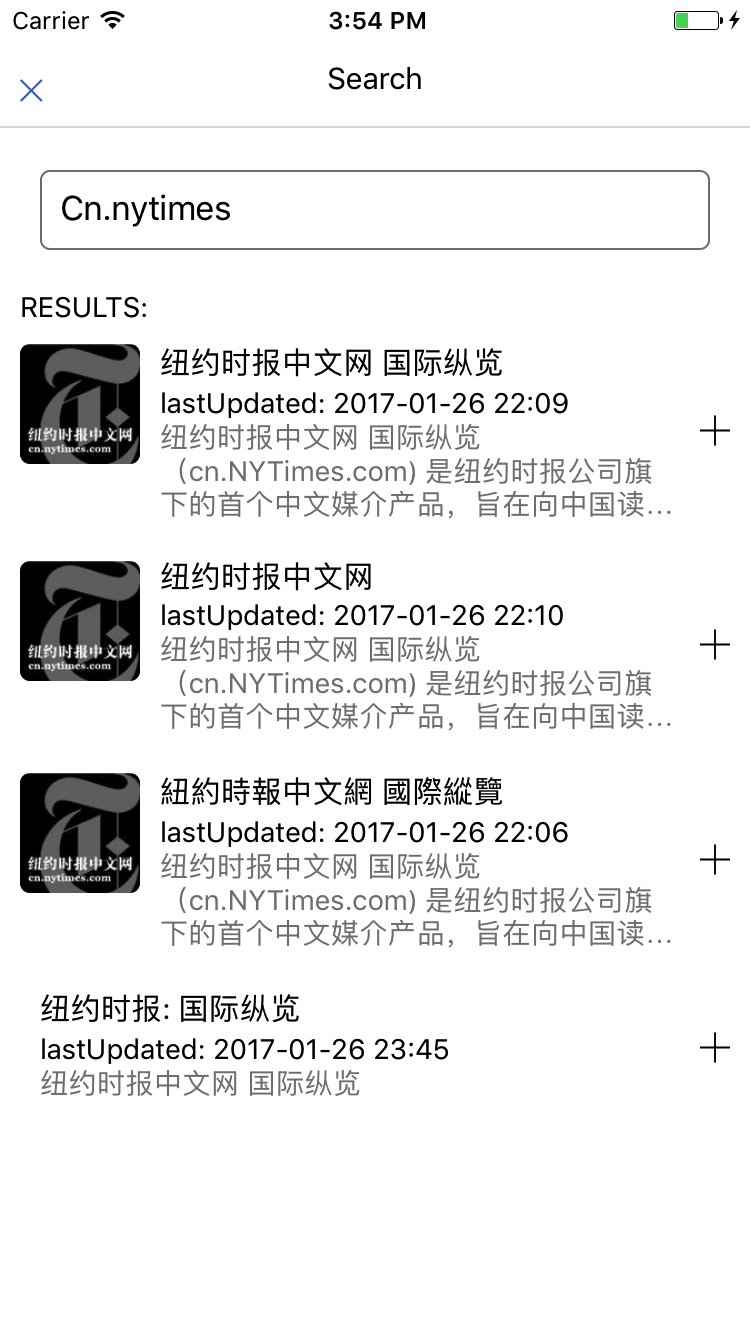 Carrier 3:54 PM
Search
Cn.nytimes
RESULTS:
纽约时报中文网 国际纵览
lastUpdated: 2017-01-26 22:09
纽约时报中文网 国际纵览
（cn.NYTimes.com) 是纽约时报公司旗
下的首个中文媒介产品，旨在向中国读...
纽约时报中文网
cn.nytimes.com
纽约时报中文网
lastUpdated: 2017-01-26 22:10
纽约时报中文网 国际纵览
（cn.NYTimes.com) 是纽约时报公司旗
下的首个中文媒介产品，旨在向中国读...
纽约时报中文网
cn.nytimes.com
紐約時報中文網 國際縱覽
lastUpdated: 2017-01-26 22:06
纽约时报中文网 国际纵览
（cn.NYTimes.com) 是纽约时报公司旗
下的首个中文媒介产品，旨在向中国读...
纽约时报中文网
cn.nytimes.com
纽约时报: 国际纵览
lastUpdated: 2017-01-26 23:45
纽约时报中文网 国际纵览